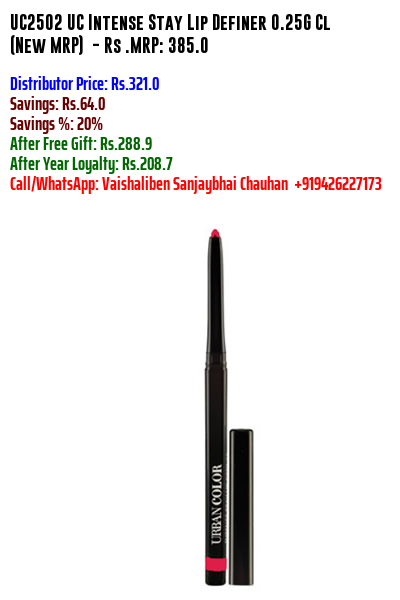 UC2502 UC Intense Stay Lip Definer 0.25G Cl
(New MRP) - Rs .MRP: 385.0
Distributor Price: Rs.321.0
Savings: Rs.64.0
Savings %: 20%
After Free Gift: Rs.288.9
After Year Loyalty: Rs.208.7
Call/WhatsApp: Vaishaliben Sanjaybhai Chauhan +919426227173
URBAN COLOR